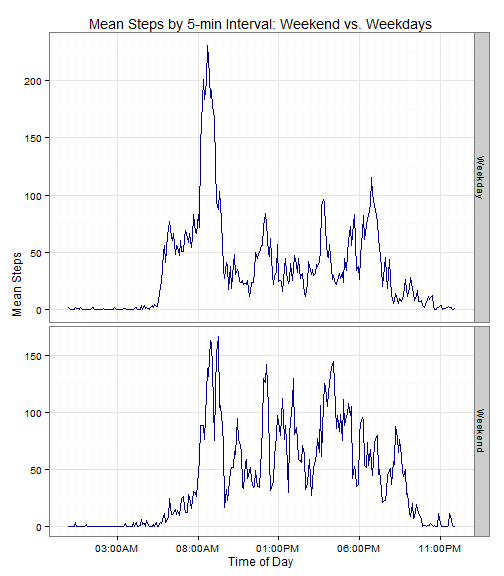 Mean Steps by 5-min Interval: Weekend vs. Weekdays
200
150
100
50
0
Weekday
Mean Steps
150
100
50
0
Weekend
03:00AM 08:00AM 01:00PM 06:00PM 11:00PM
Time of Day